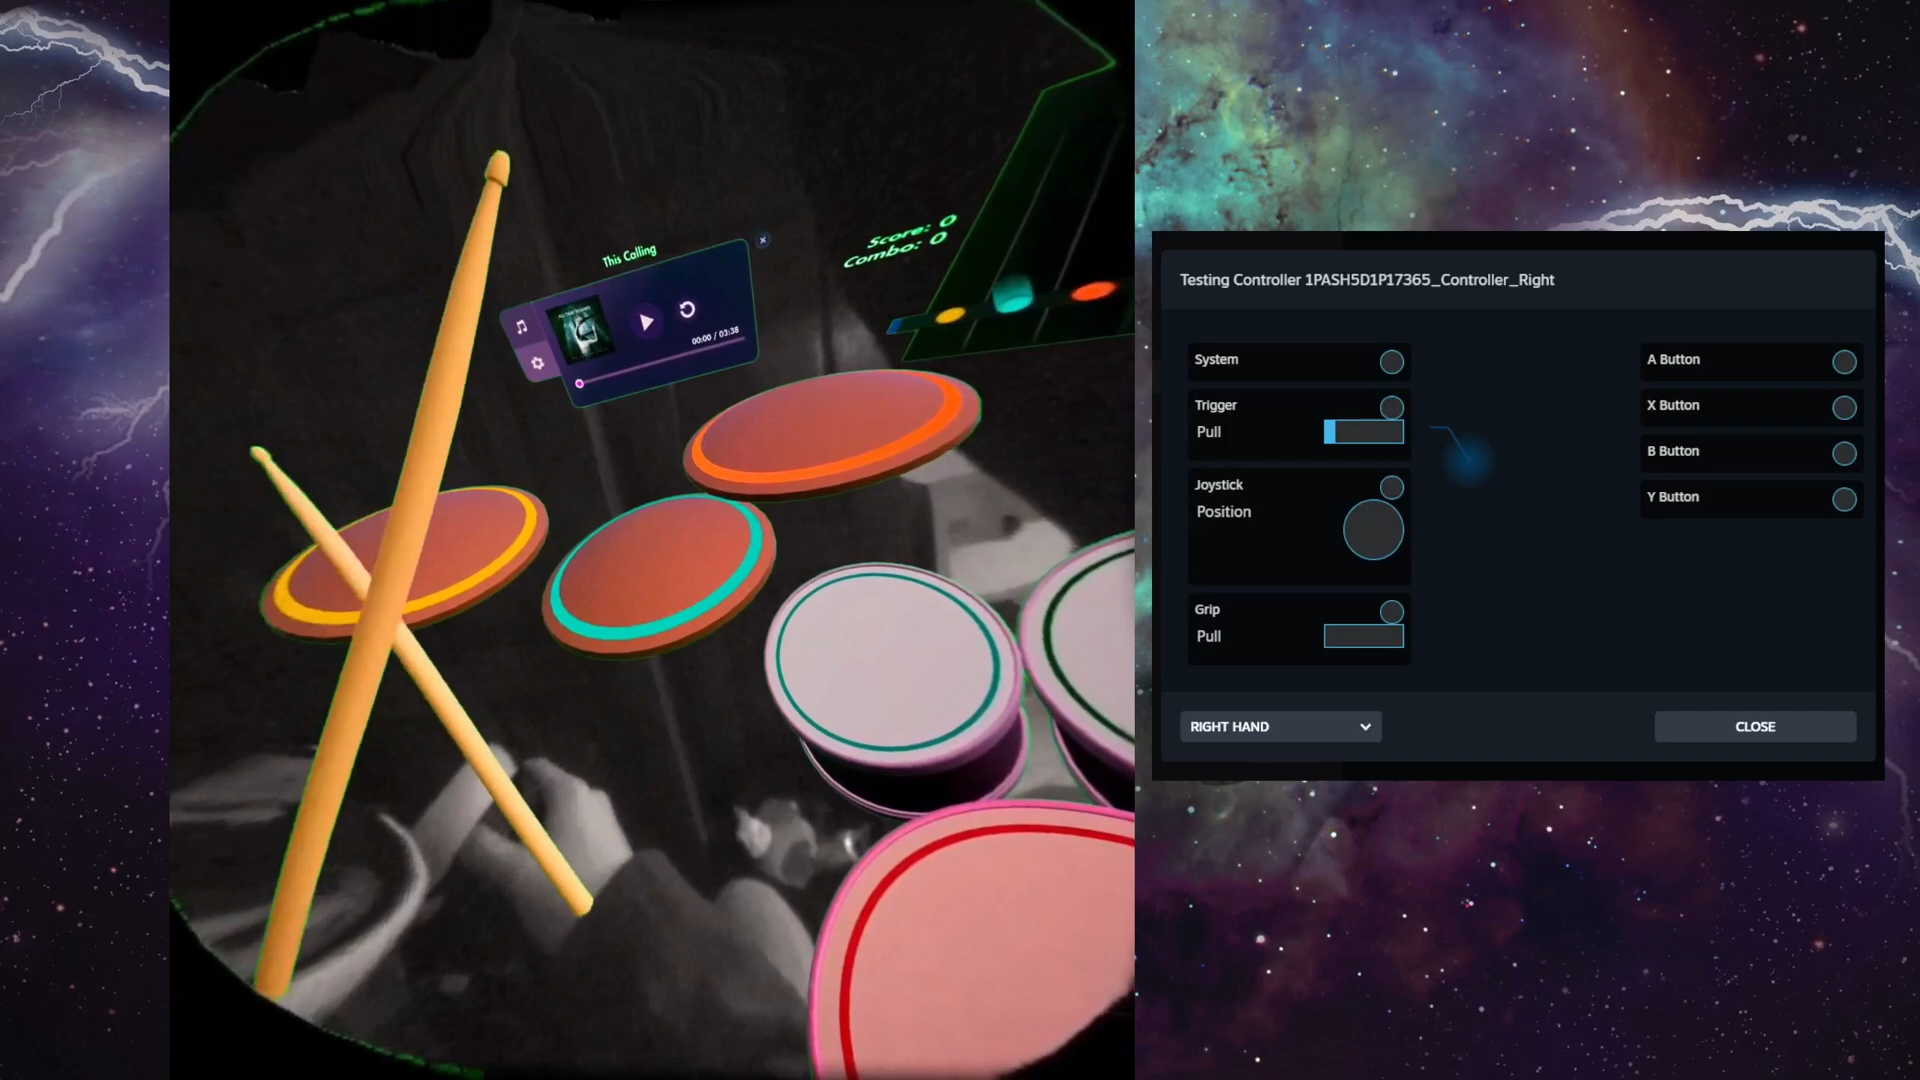 This Calling
00:00 / 03:38
Score: 0
Combo: 0
Testing Controller 1PASH5D1P17365_Controller_Right
System
Trigger
Pull
Joystick
Position
Grip
Pull
A Button
X Button
B Button
Y Button
RIGHT HAND
CLOSE